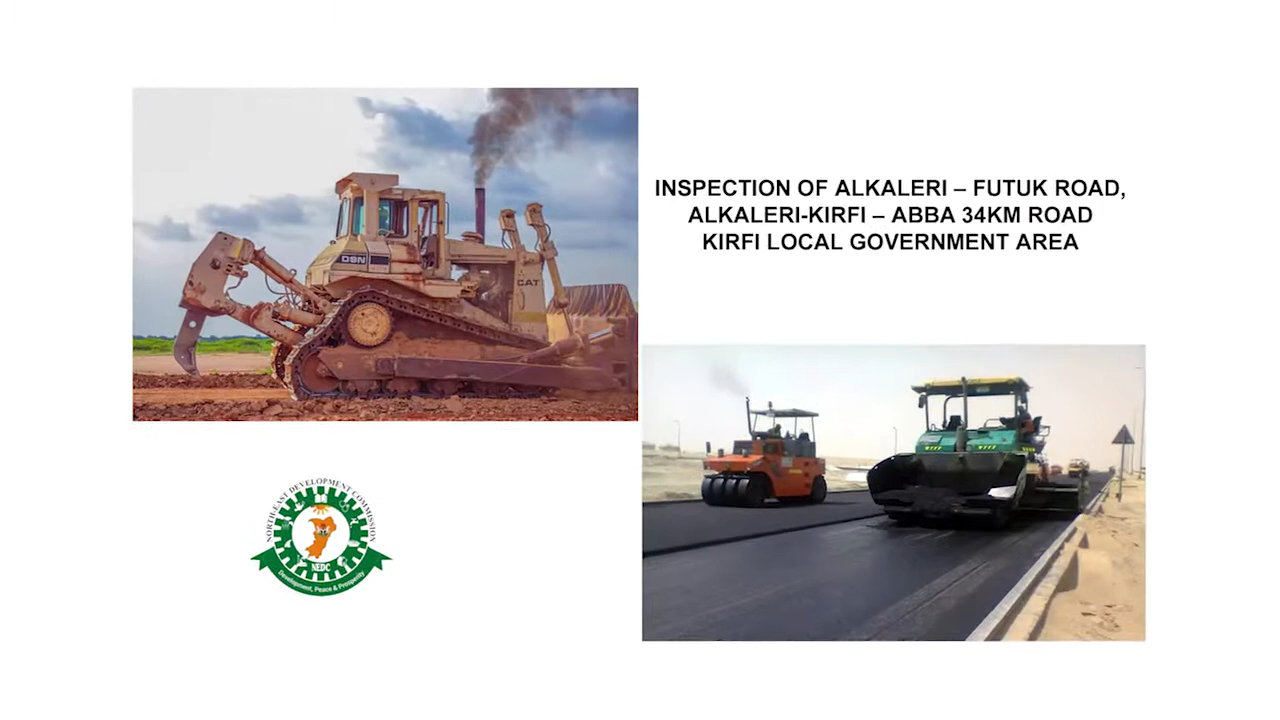 INSPECTION OF ALKALERI – FUTUK ROAD,
ALKALERI-KIRFI – ABBA 34KM ROAD
KIRFI LOCAL GOVERNMENT AREA
D9N
CAT
NORTH-EAST DEVELOPMENT COMMISSION
NEDC
Development, Peace & Prosperity